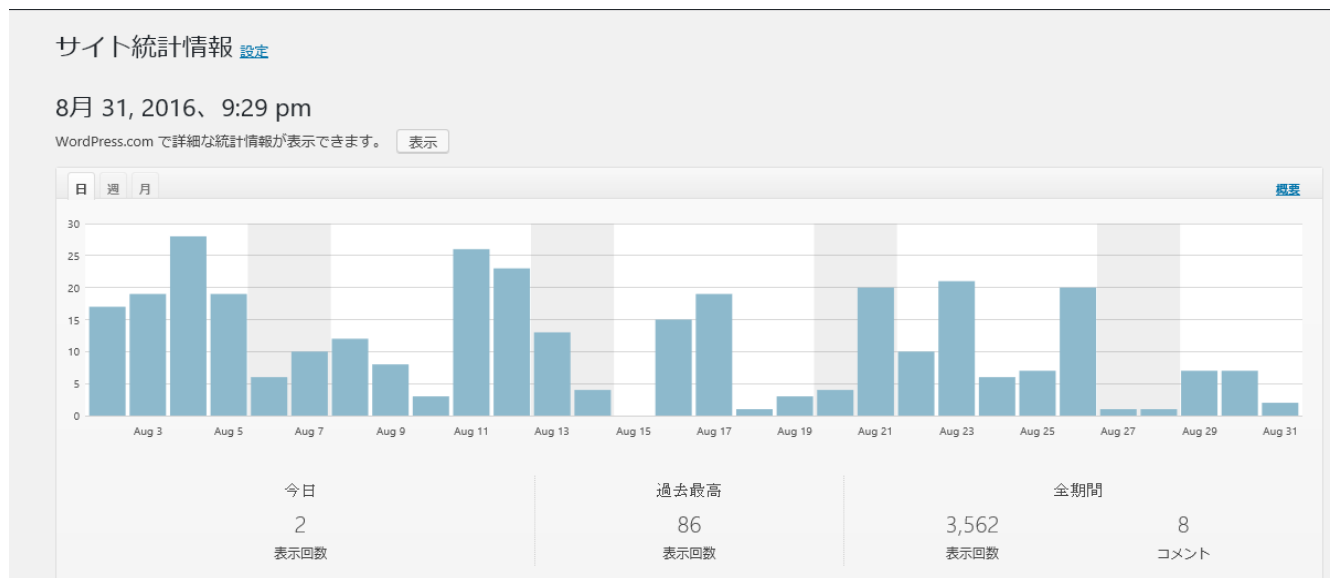 サイト統計情報 設定
8月 31, 2016、9:29 pm
WordPress.com で詳細な統計情報が表示できます。 表示
日 週 月 概要
30
25
20
15
10
5
0
Aug 3 Aug 5 Aug 7 Aug 9 Aug 11 Aug 13 Aug 15 Aug 17 Aug 19 Aug 21 Aug 23 Aug 25 Aug 27 Aug 29 Aug 31
今日 過去最高 全期間
2 86 3,562 8
表示回数 表示回数 表示回数 コメント